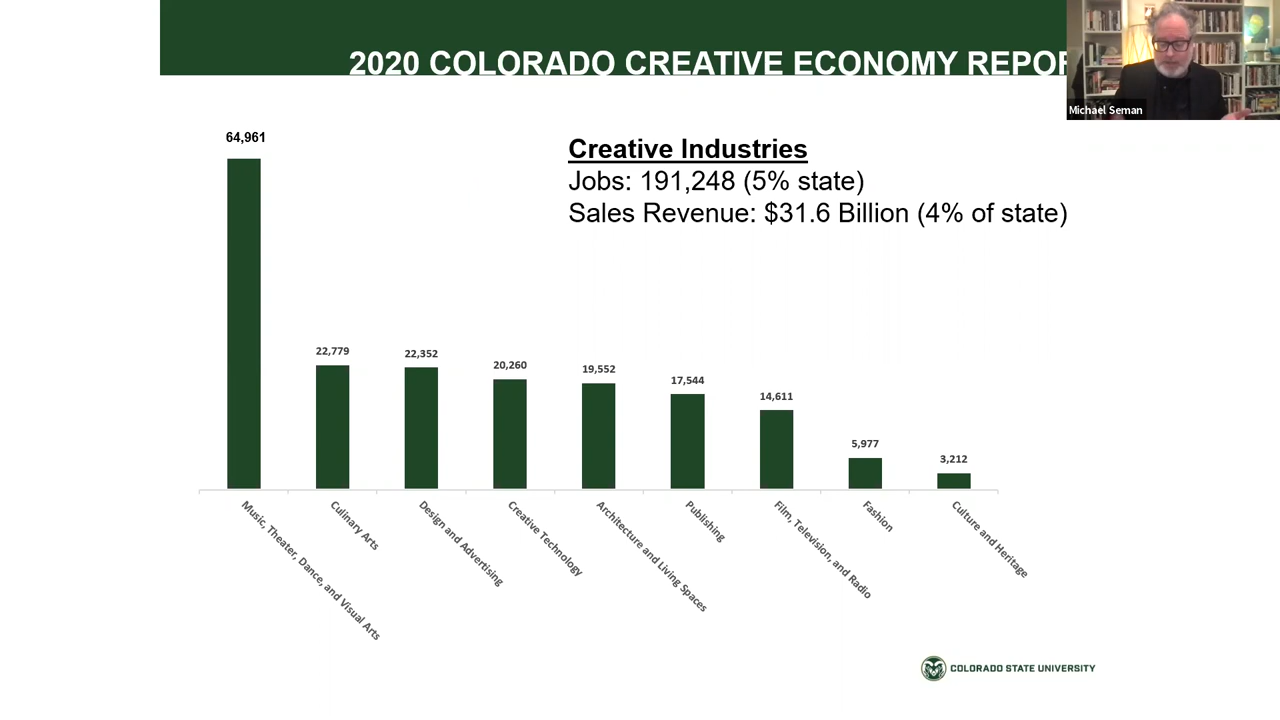 2020 COLORADO CREATIVE ECONOMY REPOR
Michael Seman
Creative Industries
Jobs: 191,248 (5% state)
Sales Revenue: $31.6 Billion (4% of state)
64,961
22,779
22,352
20,260
19,552
17,544
14,611
5,977
3,212
Music, Theater, Dance, and Visual Arts
Culinary Arts
Design and Advertising
Creative Technology
Architecture and Living Spaces
Publishing
Film, Television, and Radio
Fashion
Culture and Heritage
COLORADO STATE UNIVERSITY